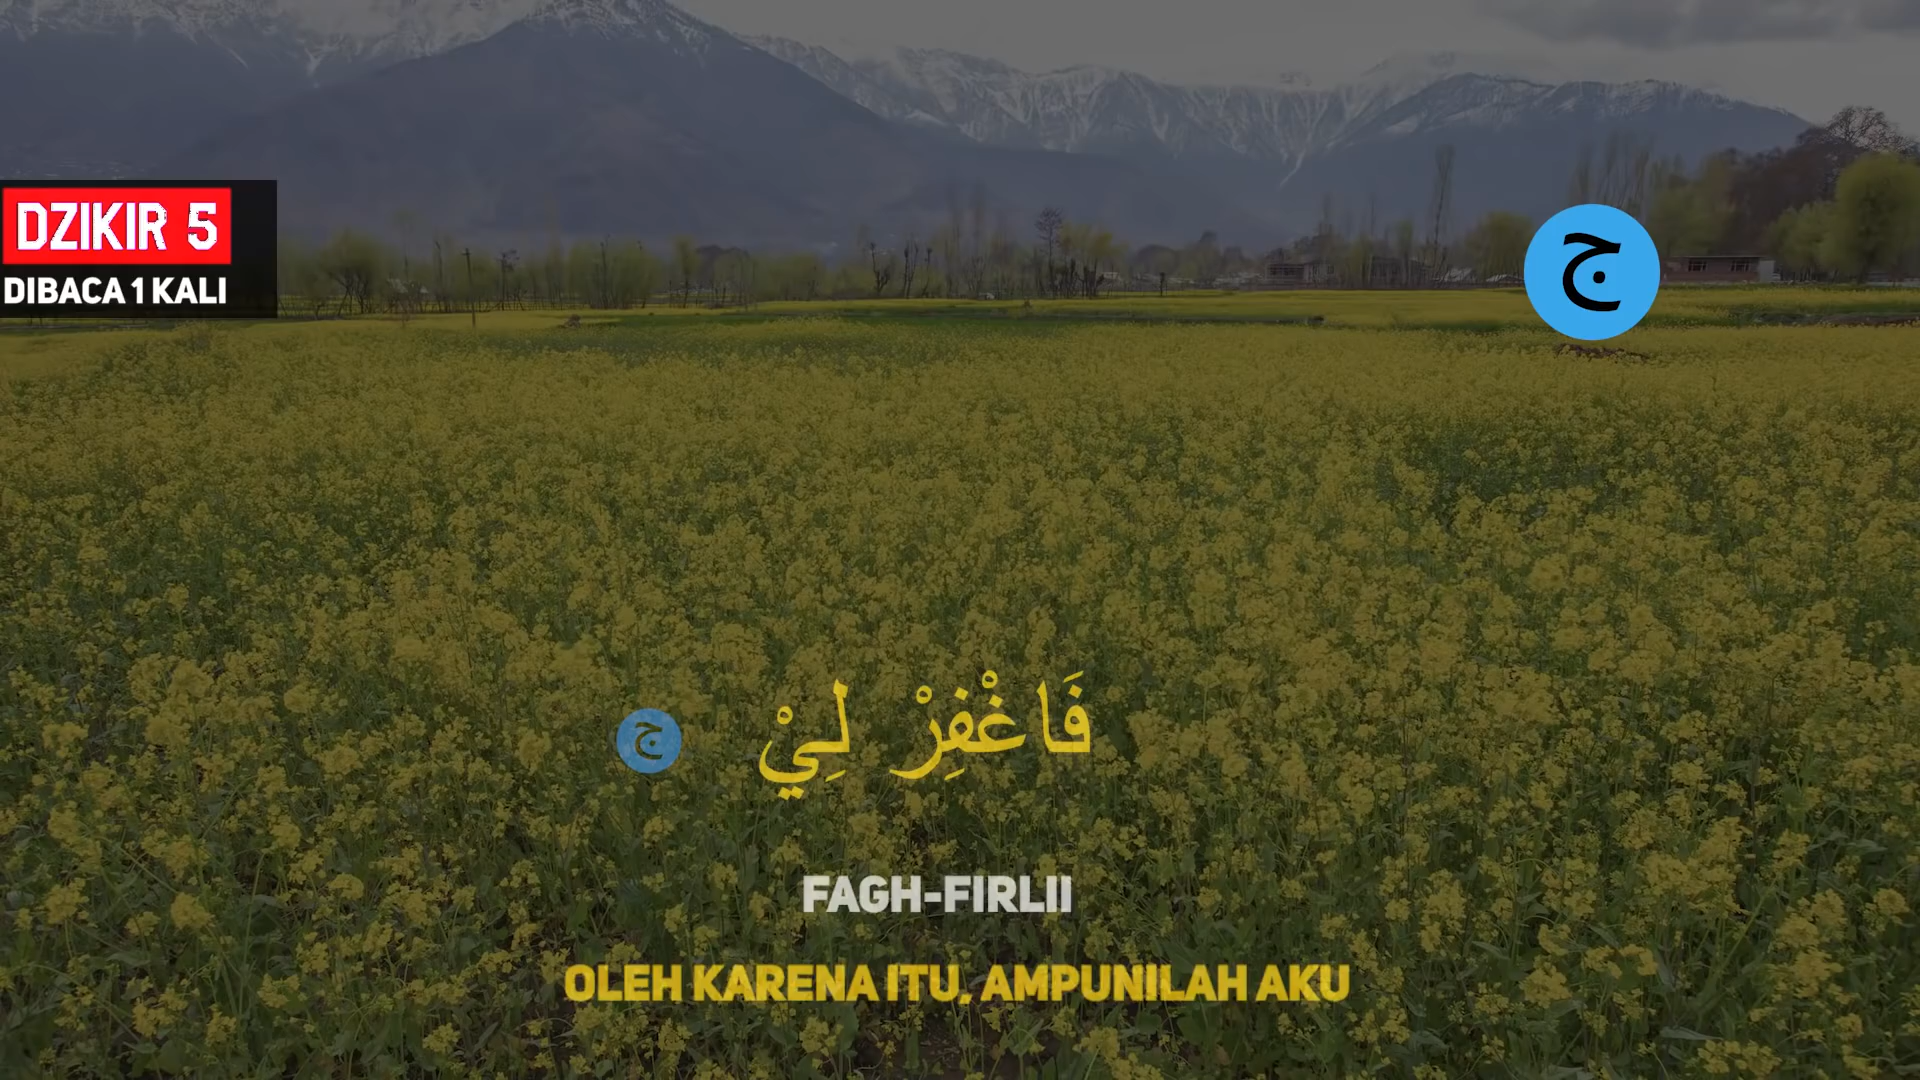 DZIKIR 5
DIBACA 1 KALI
ج
فَاغْفِرْ لِيْ ج
FAGH-FIRLII
OLEH KARENA ITU, AMPUNILAH AKU